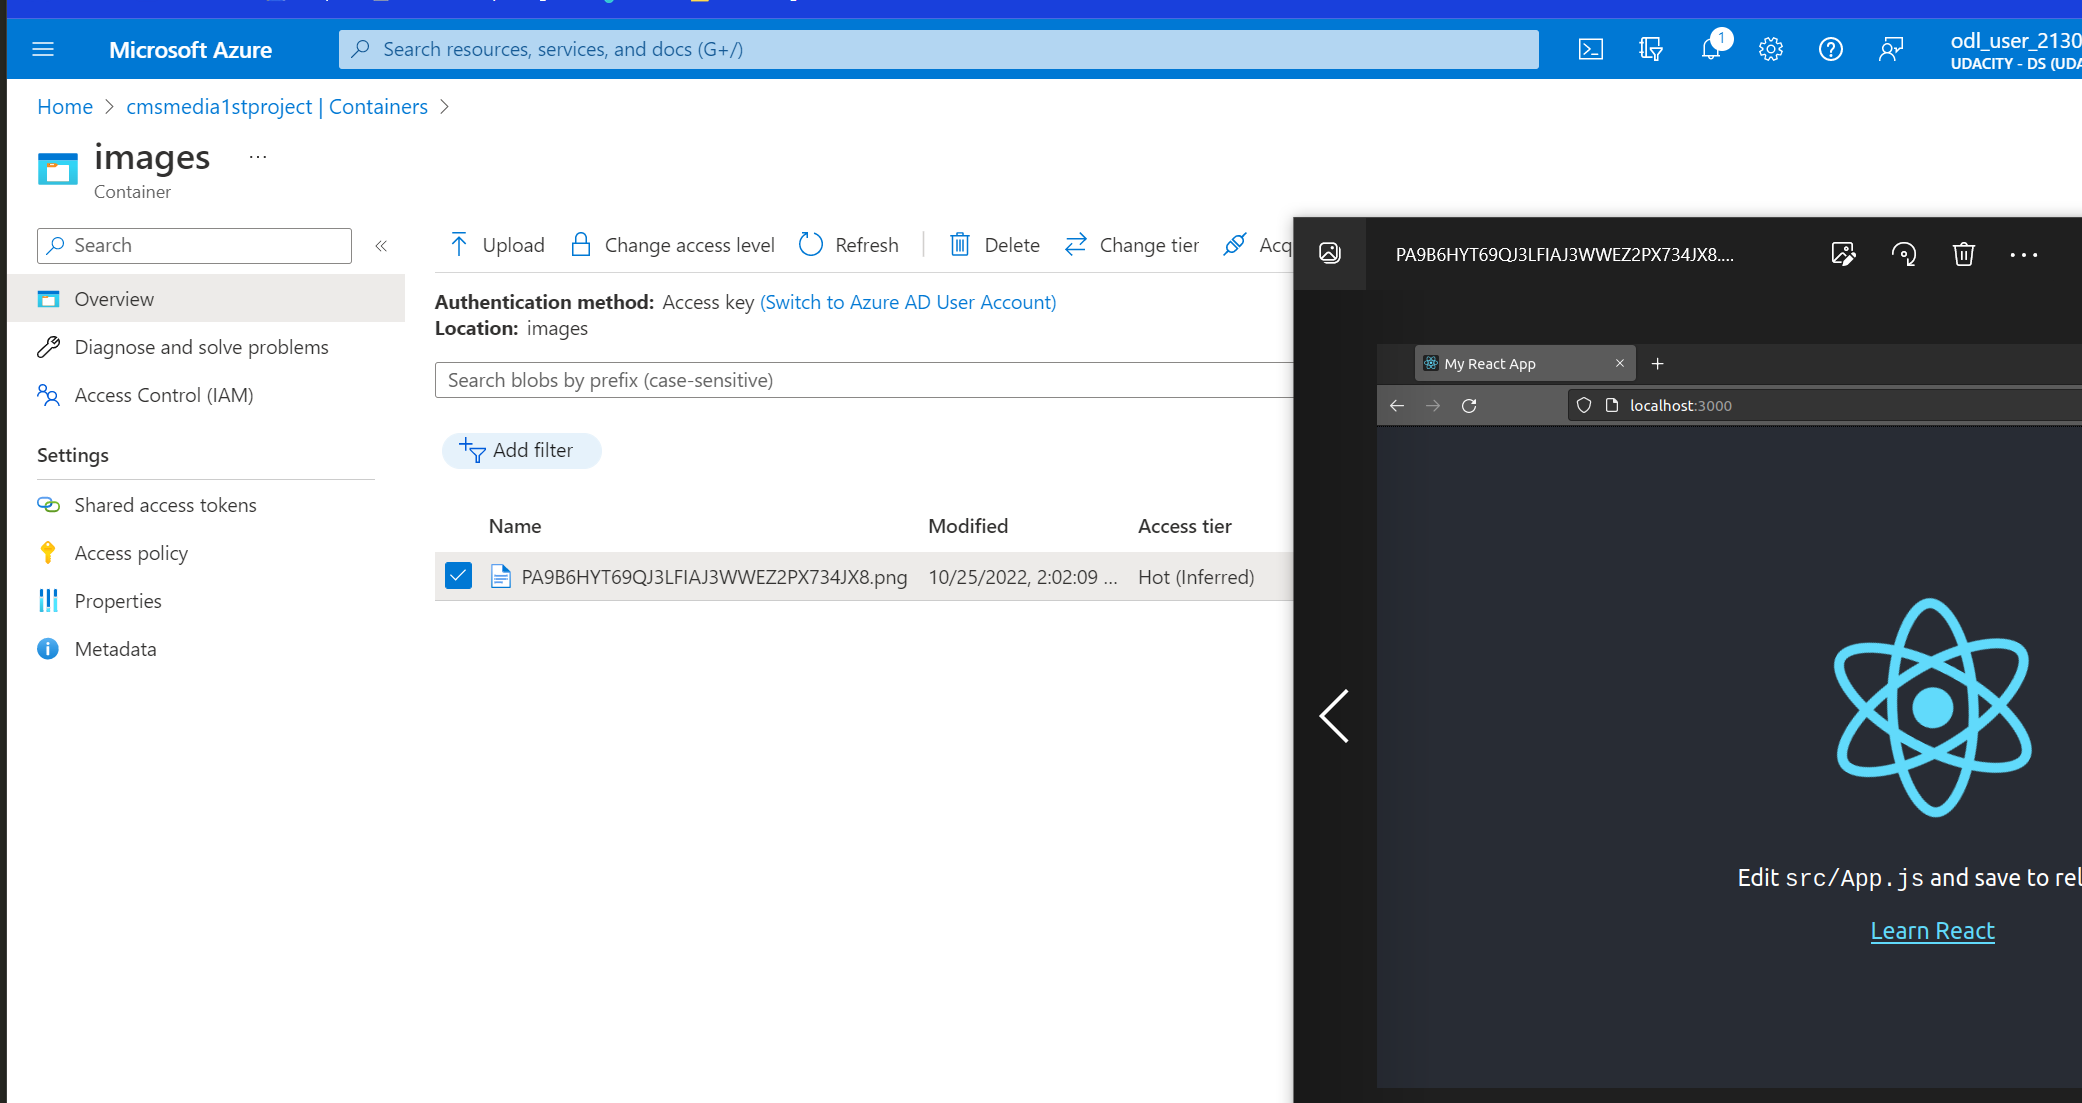 Microsoft Azure
Search resources, services, and docs (G+/)
1
odl_user_2130
UDACITY - DS (UDA
Home > cmsmedia1stproject | Containers >
images ...
Container
Search «
Upload Change access level Refresh Delete Change tier Acq
Overview
Diagnose and solve problems
Access Control (IAM)
Settings
Shared access tokens
Access policy
Properties
Metadata
Authentication method: Access key (Switch to Azure AD User Account)
Location: images
Search blobs by prefix (case-sensitive)
Add filter
Name Modified Access tier
PA9B6HYT69QJ3LFIAJ3WWEZ2PX734JX8.png 10/25/2022, 2:02:09 ... Hot (Inferred)
PA9B6HYT69QJ3LFIAJ3WWEZ2PX734JX8....
My React App
localhost:3000
Edit src/App.js and save to rel
Learn React